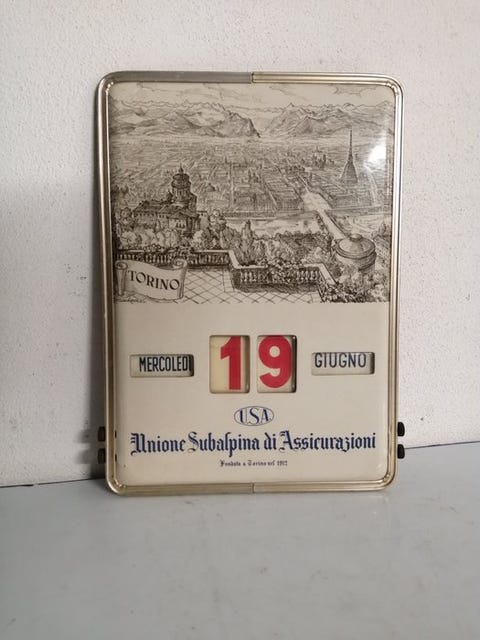 TORINO
MERCOLEDI 19 GIUGNO
USA
Unione Subalpina di Assicurazioni
Fondata a Torino nel 1912